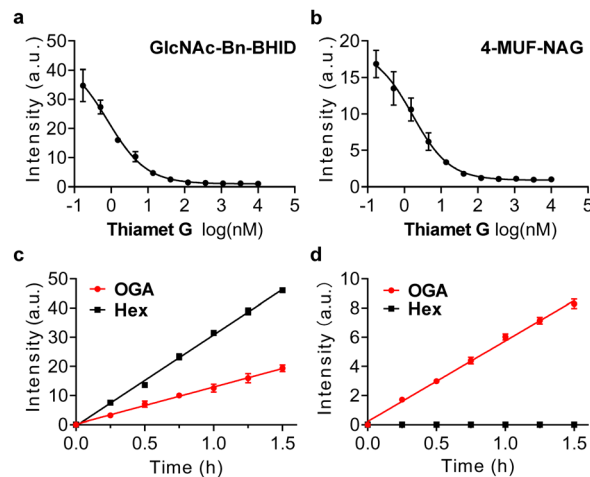 a
GlcNAc-Bn-BHID
Intensity (a.u.)
50
40
30
20
10
0
-1 0 1 2 3 4 5
Thiamet G log(nM)
b
4-MUF-NAG
Intensity (a.u.)
20
15
10
5
0
-1 0 1 2 3 4 5
Thiamet G log(nM)
c
OGA
Hex
Intensity (a.u.)
50
40
30
20
10
0
0.0 0.5 1.0 1.5
Time (h)
d
OGA
Hex
Intensity (a.u.)
10
8
6
4
2
0
0.0 0.5 1.0 1.5
Time (h)